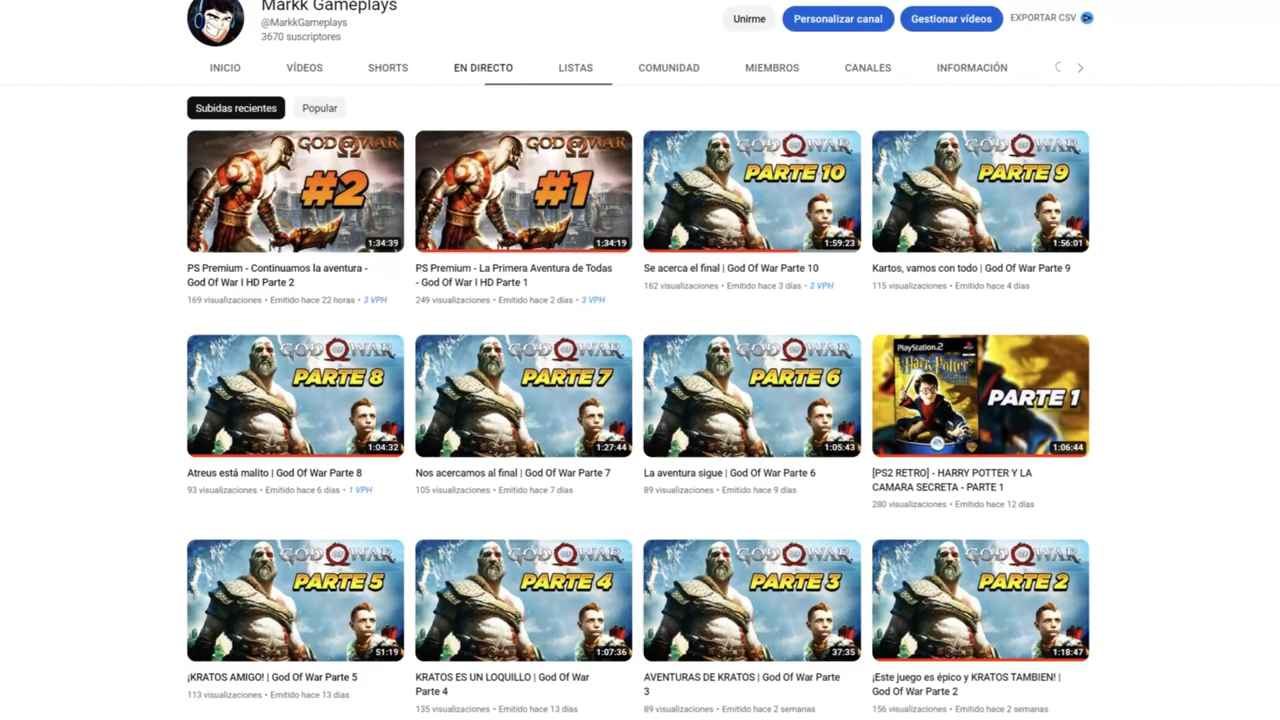 Markk Gameplays
@MarkkGameplays
3670 suscriptores
Unirme
Personalizar canal
Gestionar vídeos
EXPORTAR CSV
INICIO
VÍDEOS
SHORTS
EN DIRECTO
LISTAS
COMUNIDAD
MIEMBROS
CANALES
INFORMACIÓN
Subidas recientes
Popular
GOD OF WAR
#2
1:34:39
GOD OF WAR
#1
1:34:19
GOD OF WAR
PARTE 10
1:59:23
GOD OF WAR
PARTE 9
1:56:01
PS Premium - Continuamos la aventura -
God Of War I HD Parte 2
169 visualizaciones • Emitido hace 22 horas • 3 VPH
PS Premium - La Primera Aventura de Todas
- God Of War I HD Parte 1
249 visualizaciones • Emitido hace 2 días • 3 VPH
Se acerca el final | God Of War Parte 10
162 visualizaciones • Emitido hace 3 días • 2 VPH
Kartos, vamos con todo | God Of War Parte 9
115 visualizaciones • Emitido hace 4 días
GOD OF WAR
PARTE 8
1:04:32
GOD OF WAR
PARTE 7
1:27:44
GOD OF WAR
PARTE 6
1:05:43
PlayStation.2
Harry Potter
EA
PARTE 1
1:06:44
Atreus está malito | God Of War Parte 8
93 visualizaciones • Emitido hace 6 días • 1 VPH
Nos acercamos al final | God Of War Parte 7
105 visualizaciones • Emitido hace 7 días
La aventura sigue | God Of War Parte 6
89 visualizaciones • Emitido hace 9 días
[PS2 RETRO] - HARRY POTTER Y LA
CAMARA SECRETA - PARTE 1
280 visualizaciones • Emitido hace 12 días
GOD OF WAR
PARTE 5
51:19
GOD OF WAR
PARTE 4
1:07:36
GOD OF WAR
PARTE 3
37:35
GOD OF WAR
PARTE 2
1:18:47
¡KRATOS AMIGO! | God Of War Parte 5
113 visualizaciones • Emitido hace 13 días
KRATOS ES UN LOQUILLO | God Of War
Parte 4
135 visualizaciones • Emitido hace 13 días
AVENTURAS DE KRATOS | God Of War Parte
3
89 visualizaciones • Emitido hace 2 semanas
¡Este juego es épico y KRATOS TAMBIEN! |
God Of War Parte 2
156 visualizaciones • Emitido hace 2 semanas